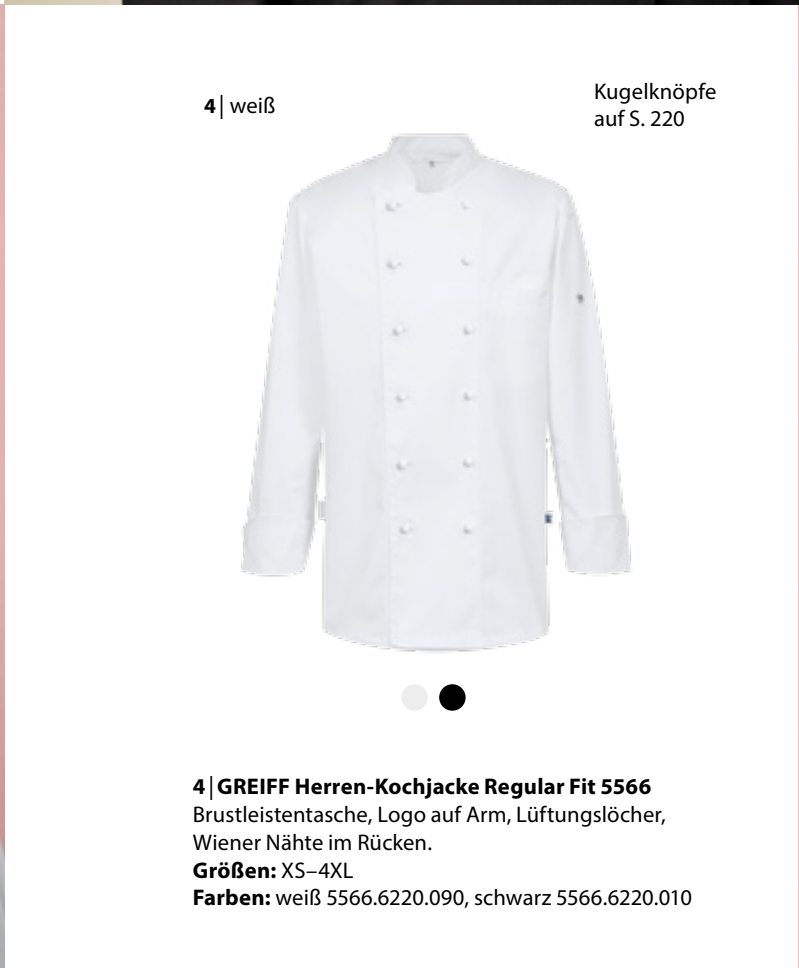 4| weiß
Kugelknöpfe
auf S. 220
4|GREIFF Herren-Kochjacke Regular Fit 5566
Brustleistentasche, Logo auf Arm, Lüftungslöcher,
Wiener Nähte im Rücken.
Größen: XS–4XL
Farben: weiß 5566.6220.090, schwarz 5566.6220.010